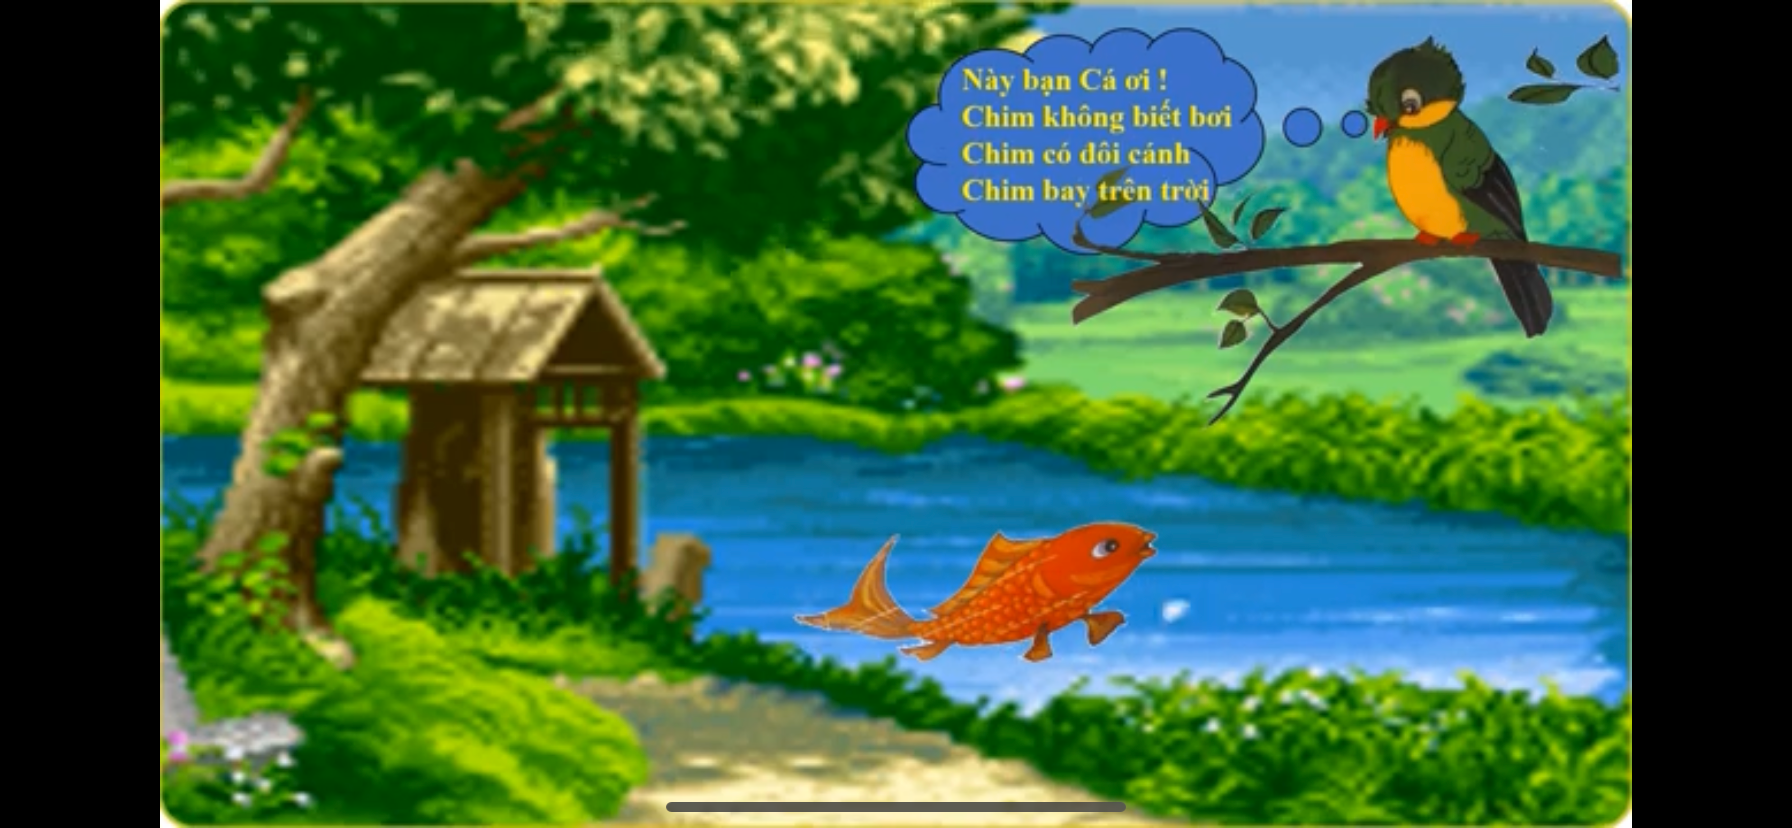 Này bạn Cá ơi !
Chim không biết bơi
Chim có đôi cánh
Chim bay trên trời